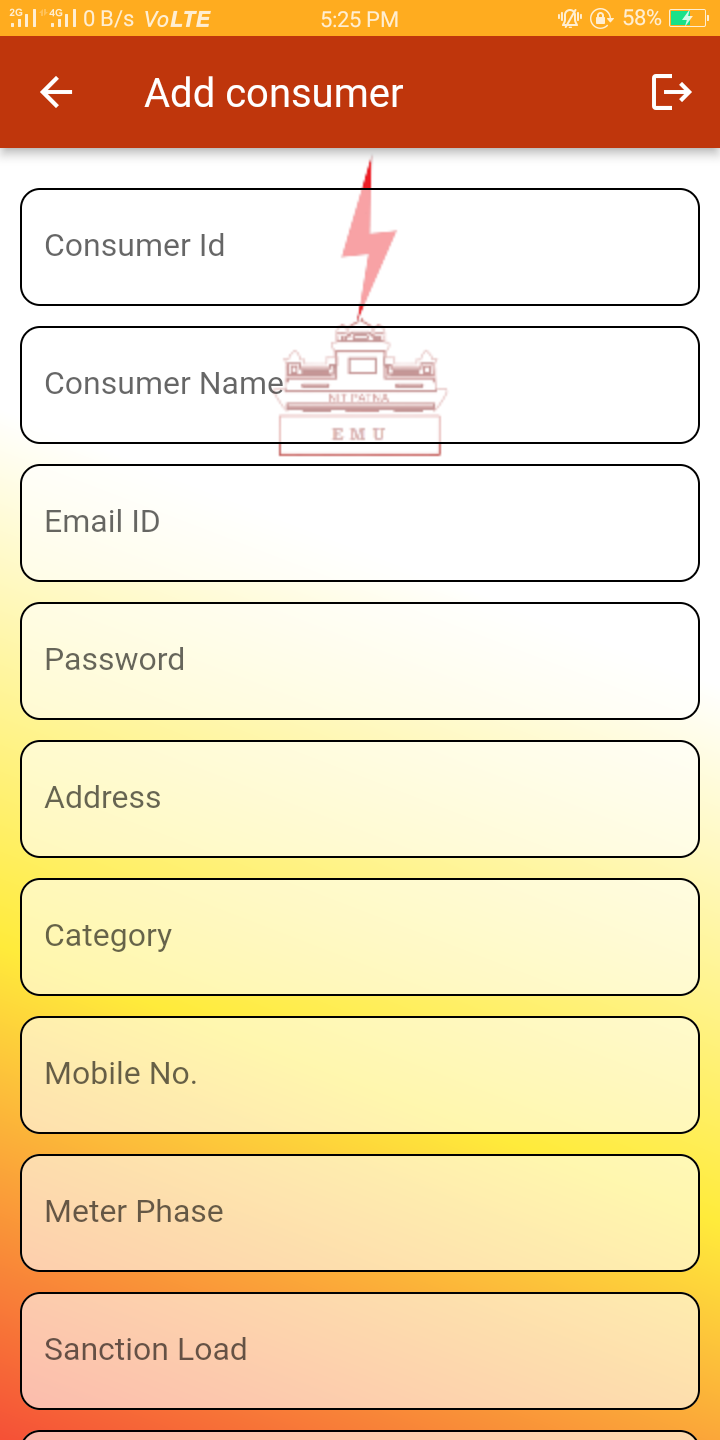 2G 4G 0 B/s VoLTE 5:25 PM 58%
Add consumer
Consumer Id
Consumer Name
NIT PATNA
E M U
Email ID
Password
Address
Category
Mobile No.
Meter Phase
Sanction Load